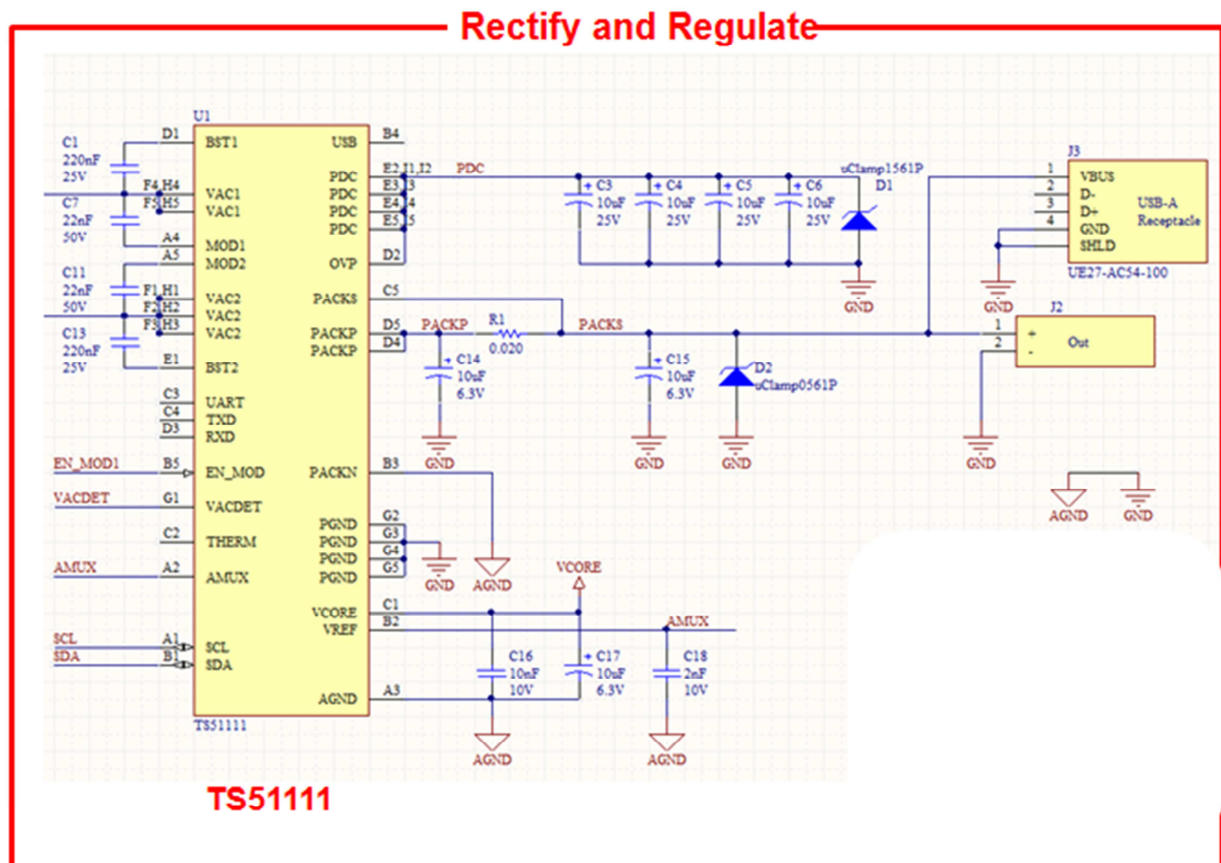 Rectify and Regulate
U1
C1
220nF
25V
C7
22nF
50V
C11
22nF
50V
C13
220nF
25V
D1 BST1
F4,H4 VAC1
F5,H5 VAC1
A4 MOD1
A5 MOD2
F1,H1 VAC2
F2,H2 VAC2
F3,H3 VAC2
E1 BST2
C3 UART
C4 TXD
D3 RXD
EN_MOD1 B5 EN_MOD
VACDET G1 VACDET
C2 THERM
AMUX A2 AMUX
SCL A1 SCL
SDA B1 SDA
USB B4
PDC E2,I1,I2 PDC
PDC
PDC
PDC
OVP D2
PACKS C5
PACKP D5 PACKP R1 PACKS
PACKP D4 0.020
PACKN B3
PGND G2
PGND G3
PGND G4
PGND G5
VCORE C1
VREF B2 AMUX
AGND A3
TS51111
C3
10uF
25V
C4
10uF
25V
C5
10uF
25V
C6
10uF
25V
uClamp1561P
D1
GND
C14
10uF
6.3V
GND
C15
10uF
6.3V
GND
D2
uClamp0561P
GND
J3
1 VBUS
2 D-
3 D+
4 GND
SHLD
USB-A
Receptacle
UE27-AC54-100
GND
J2
1 +
2 -
Out
GND
AGND GND
GND AGND
VCORE
C16
10nF
10V
C17
10uF
6.3V
C18
2nF
10V
AGND
AGND
TS51111